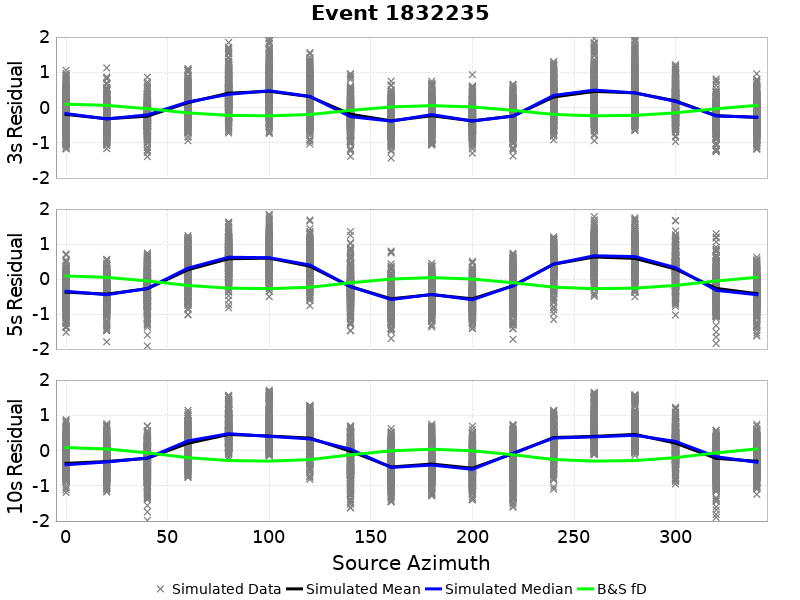 Event 1832235
2
1
0
-1
-2
3s Residual
2
1
0
-1
-2
5s Residual
2
1
0
-1
-2
10s Residual
0 50 100 150 200 250 300
Source Azimuth
Simulated Data Simulated Mean Simulated Median B&S fD